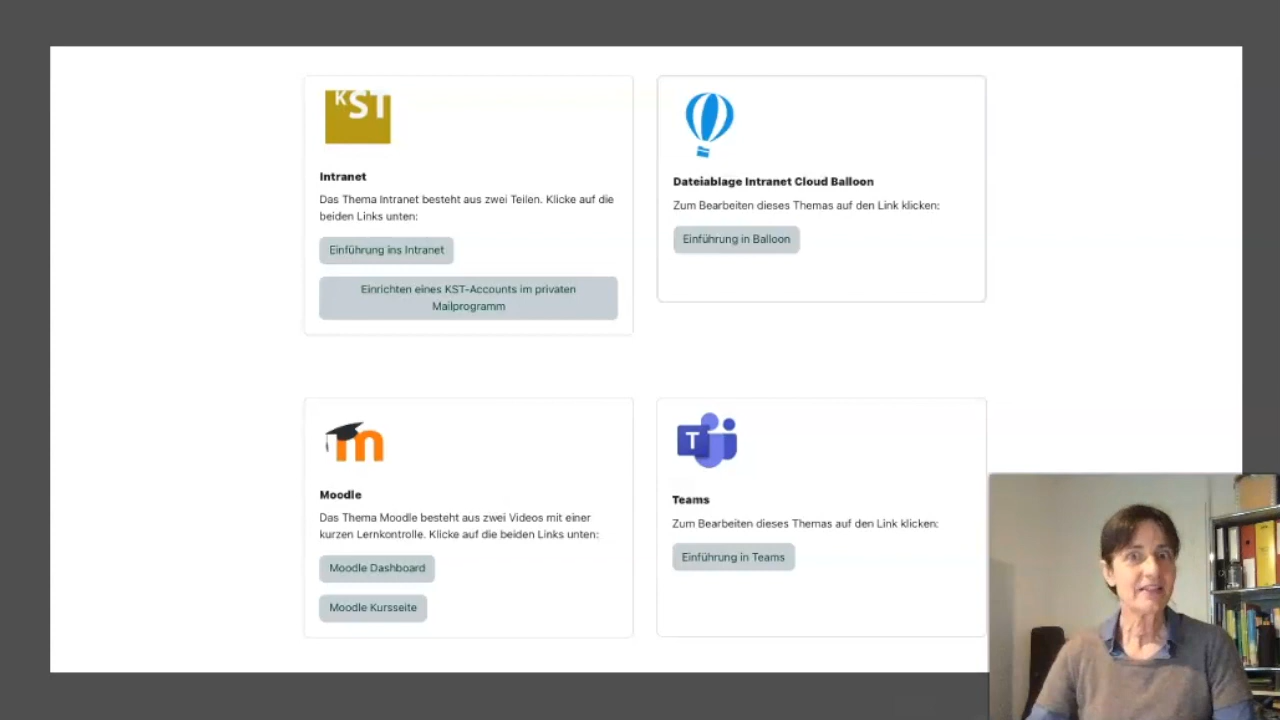 KST
Intranet
Das Thema Intranet besteht aus zwei Teilen. Klicke auf die
beiden Links unten:
Einführung ins Intranet
Einrichten eines KST-Accounts im privaten
Mailprogramm
Dateiablage Intranet Cloud Balloon
Zum Bearbeiten dieses Themas auf den Link klicken:
Einführung in Balloon
m
Moodle
Das Thema Moodle besteht aus zwei Videos mit einer
kurzen Lernkontrolle. Klicke auf die beiden Links unten:
Moodle Dashboard
Moodle Kursseite
T
Teams
Zum Bearbeiten dieses Themas auf den Link klicken:
Einführung in Teams